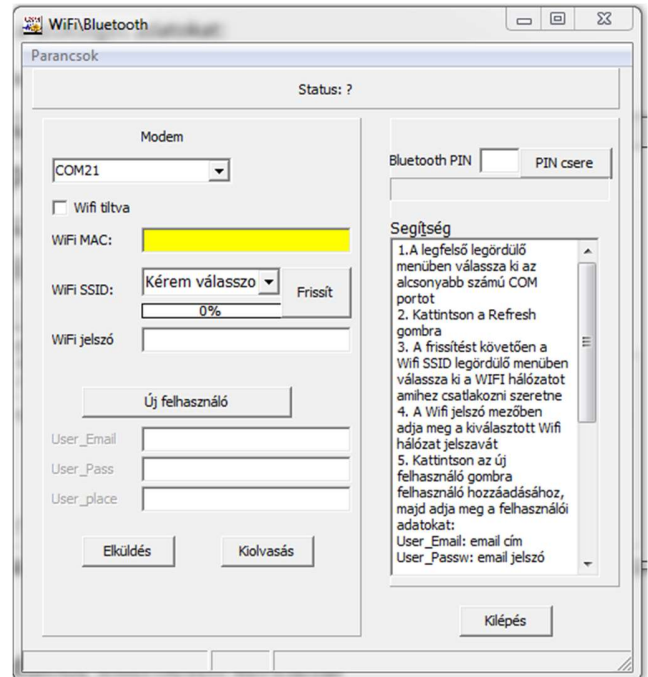 WiFi\Bluetooth
Parancsok
Status: ?
Modem
COM21
Wifi tiltva
WiFi MAC:
WiFi SSID:
Kérem válasszo
Frissít
0%
WiFi jelszó
Új felhasználó
User_Email
User_Pass
User_place
Elküldés
Kiolvasás
Bluetooth PIN
PIN csere
Segítség
1.A legfelső legördülő
menüben válassza ki az
alcsonyabb számú COM
portot
2. Kattintson a Refresh
gombra
3. A frissítést követően a
Wifi SSID legördülő menüben
válassza ki a WIFI hálózatot
amihez csatlakozni szeretne
4. A Wifi jelszó mezőben
adja meg a kiválasztott Wifi
hálózat jelszavát
5. Kattintson az új
felhasználó gombra
felhasználó hozzáadásához,
majd adja meg a felhasználói
adatokat:
User_Email: email cím
User_Passw: email jelszó
Kilépés